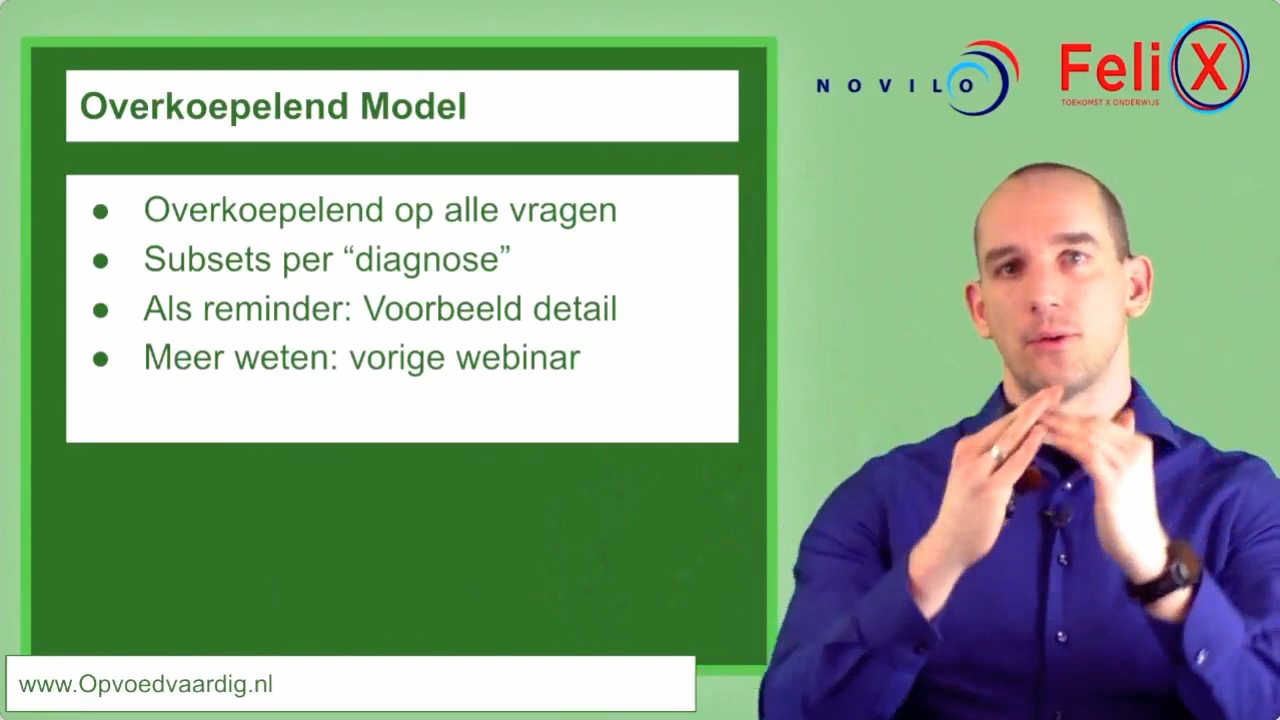 Overkoepelend Model
● Overkoepelend op alle vragen
● Subsets per “diagnose”
● Als reminder: Voorbeeld detail
● Meer weten: vorige webinar
www.Opvoedvaardig.nl
NOVILO
FeliX
TOEKOMST X ONDERWIJS